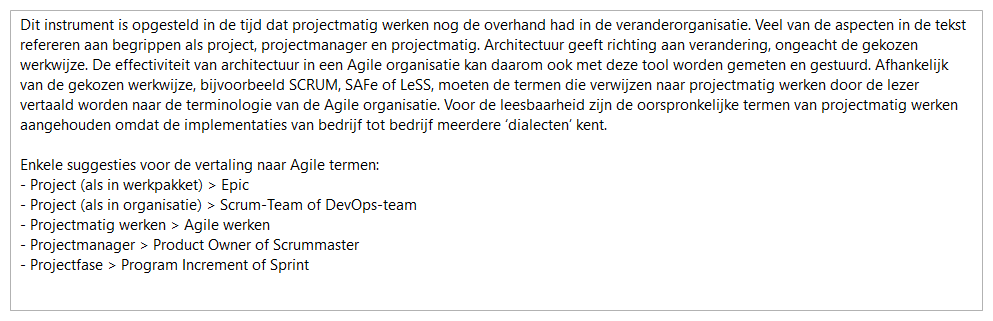 Dit instrument is opgesteld in de tijd dat projectmatig werken nog de overhand had in de veranderorganisatie. Veel van de aspecten in de tekst
refereren aan begrippen als project, projectmanager en projectmatig. Architectuur geeft richting aan verandering, ongeacht de gekozen
werkwijze. De effectiviteit van architectuur in een Agile organisatie kan daarom ook met deze tool worden gemeten en gestuurd. Afhankelijk
van de gekozen werkwijze, bijvoorbeeld SCRUM, SAFe of LeSS, moeten de termen die verwijzen naar projectmatig werken door de lezer
vertaald worden naar de terminologie van de Agile organisatie. Voor de leesbaarheid zijn de oorspronkelijke termen van projectmatig werken
aangehouden omdat de implementaties van bedrijf tot bedrijf meerdere ‘dialecten’ kent.
Enkele suggesties voor de vertaling naar Agile termen:
- Project (als in werkpakket) > Epic
- Project (als in organisatie) > Scrum-Team of DevOps-team
- Projectmatig werken > Agile werken
- Projectmanager > Product Owner of Scrummaster
- Projectfase > Program Increment of Sprint